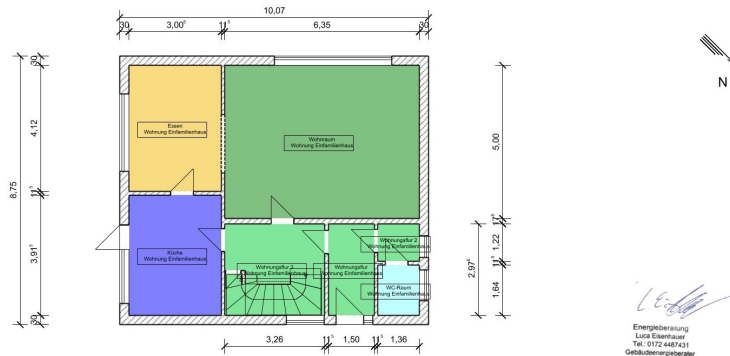 10,07
30 3,00⁵ 11⁵ 6,35 30
8,75
30 4,12 11⁵ 3,91⁵ 30
Essen
Wohnung Einfamilienhaus
Wohnraum
Wohnung Einfamilienhaus
Küche
Wohnung Einfamilienhaus
Wohnungsflur 3
Wohnung Einfamilienhaus
Wohnungsflur
Wohnung Einfamilienhaus
Wohnungsflur 2
Wohnung Einfamilienhaus
WC-Raum
Wohnung Einfamilienhaus
5,00 17⁵ 1,22 11⁵ 1,64
2,97⁵
3,26 11⁵ 1,50 11⁵ 1,36
N
Energieberatung
Luca Eisenhauer
Tel.: 0172 4467431
Gebäudeenergieberater